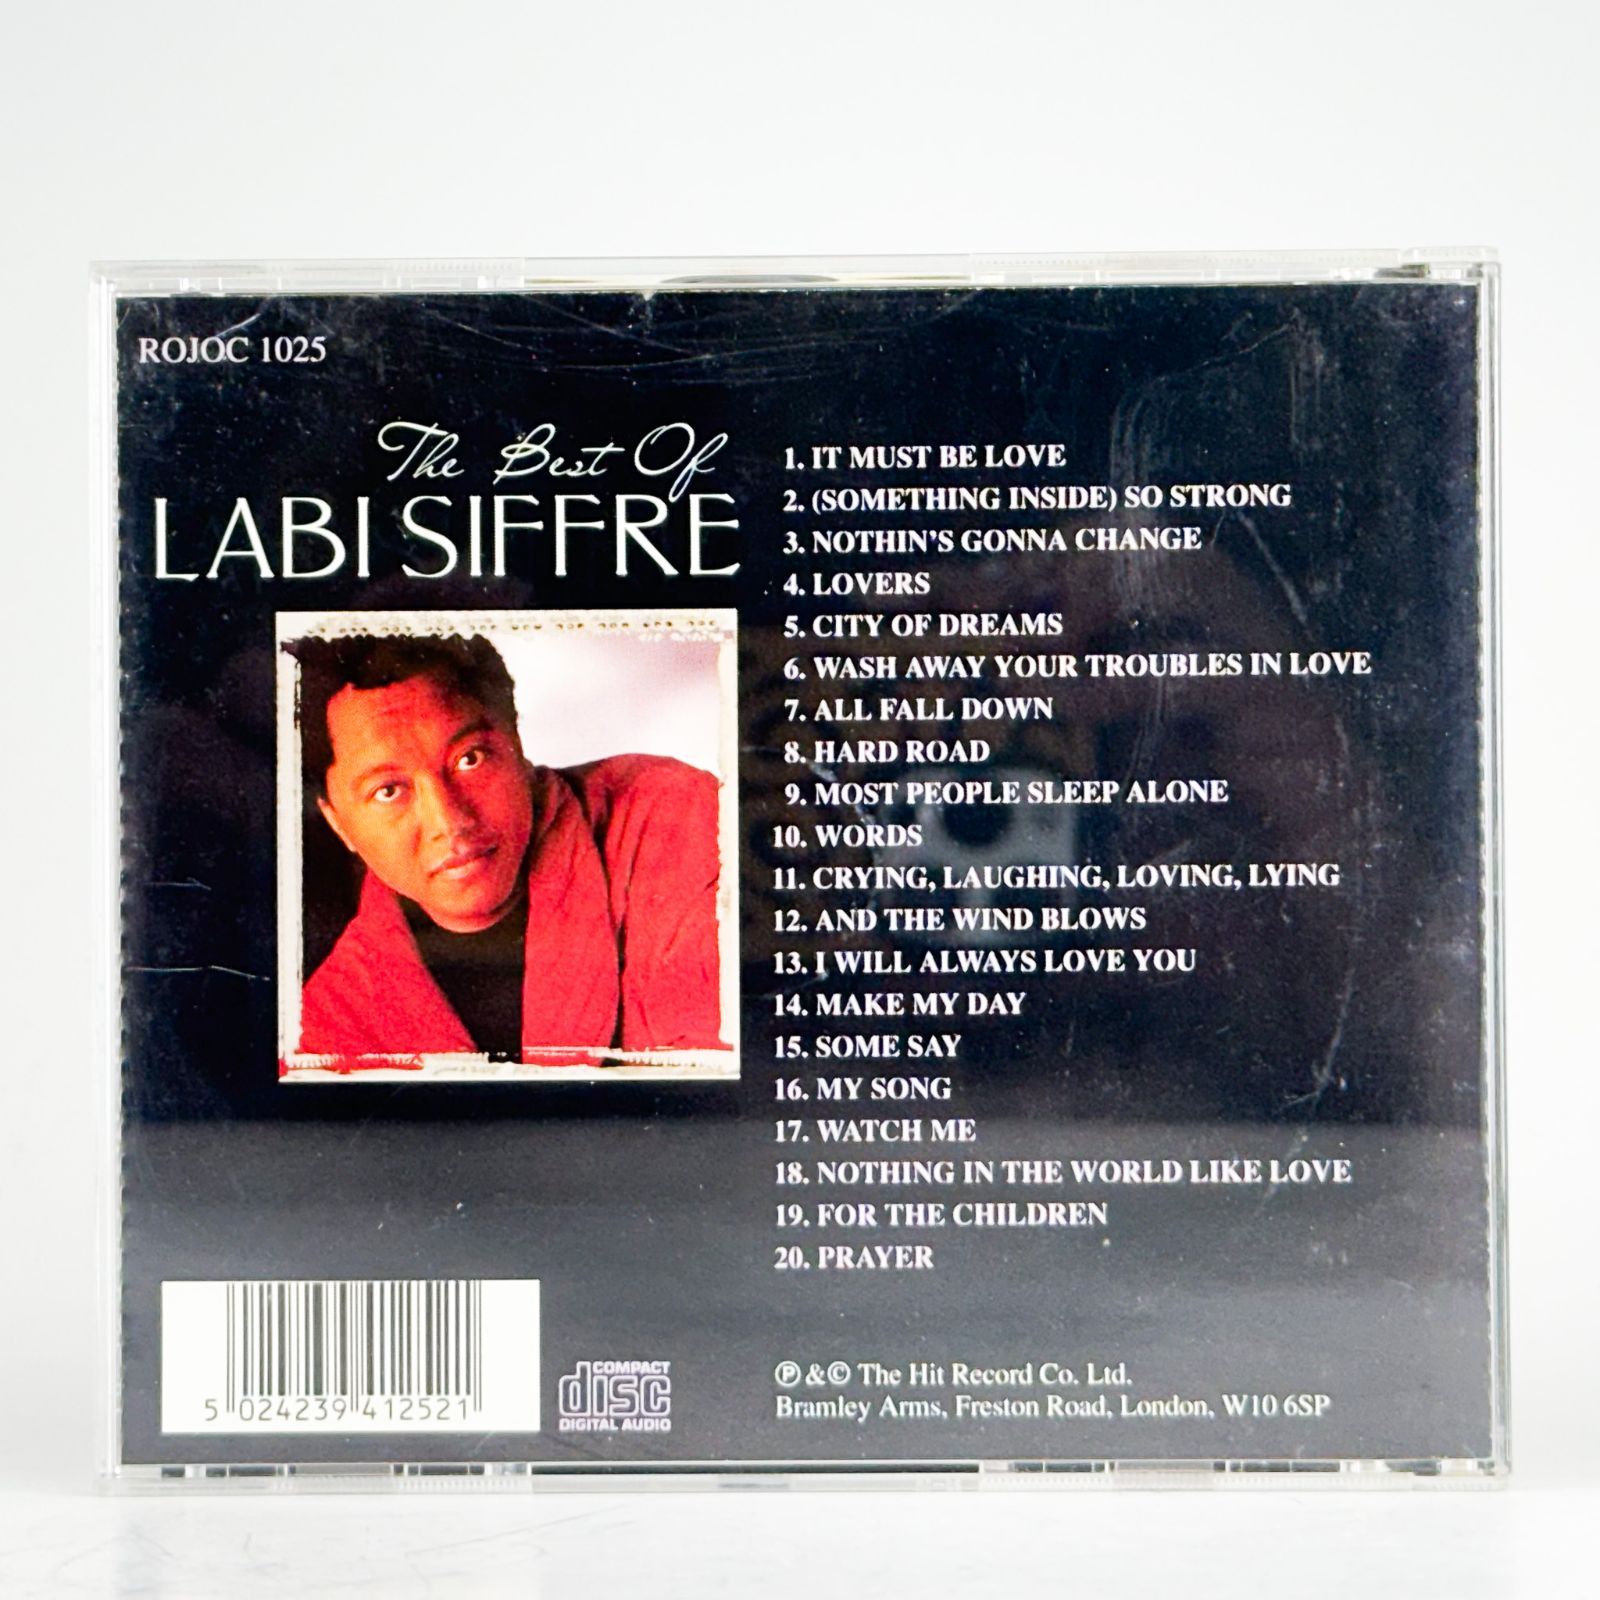 ROJOC 1025
The Best Of
LABI SIFFRE
1. IT MUST BE LOVE
2. (SOMETHING INSIDE) SO STRONG
3. NOTHIN'S GONNA CHANGE
4. LOVERS
5. CITY OF DREAMS
6. WASH AWAY YOUR TROUBLES IN LOVE
7. ALL FALL DOWN
8. HARD ROAD
9. MOST PEOPLE SLEEP ALONE
10. WORDS
11. CRYING, LAUGHING, LOVING, LYING
12. AND THE WIND BLOWS
13. I WILL ALWAYS LOVE YOU
14. MAKE MY DAY
15. SOME SAY
16. MY SONG
17. WATCH ME
18. NOTHING IN THE WORLD LIKE LOVE
19. FOR THE CHILDREN
20. PRAYER
5 024239 412521
COMPACT
disc
DIGITAL AUDIO
℗ & © The Hit Record Co. Ltd.
Bramley Arms, Freston Road, London, W10 6SP